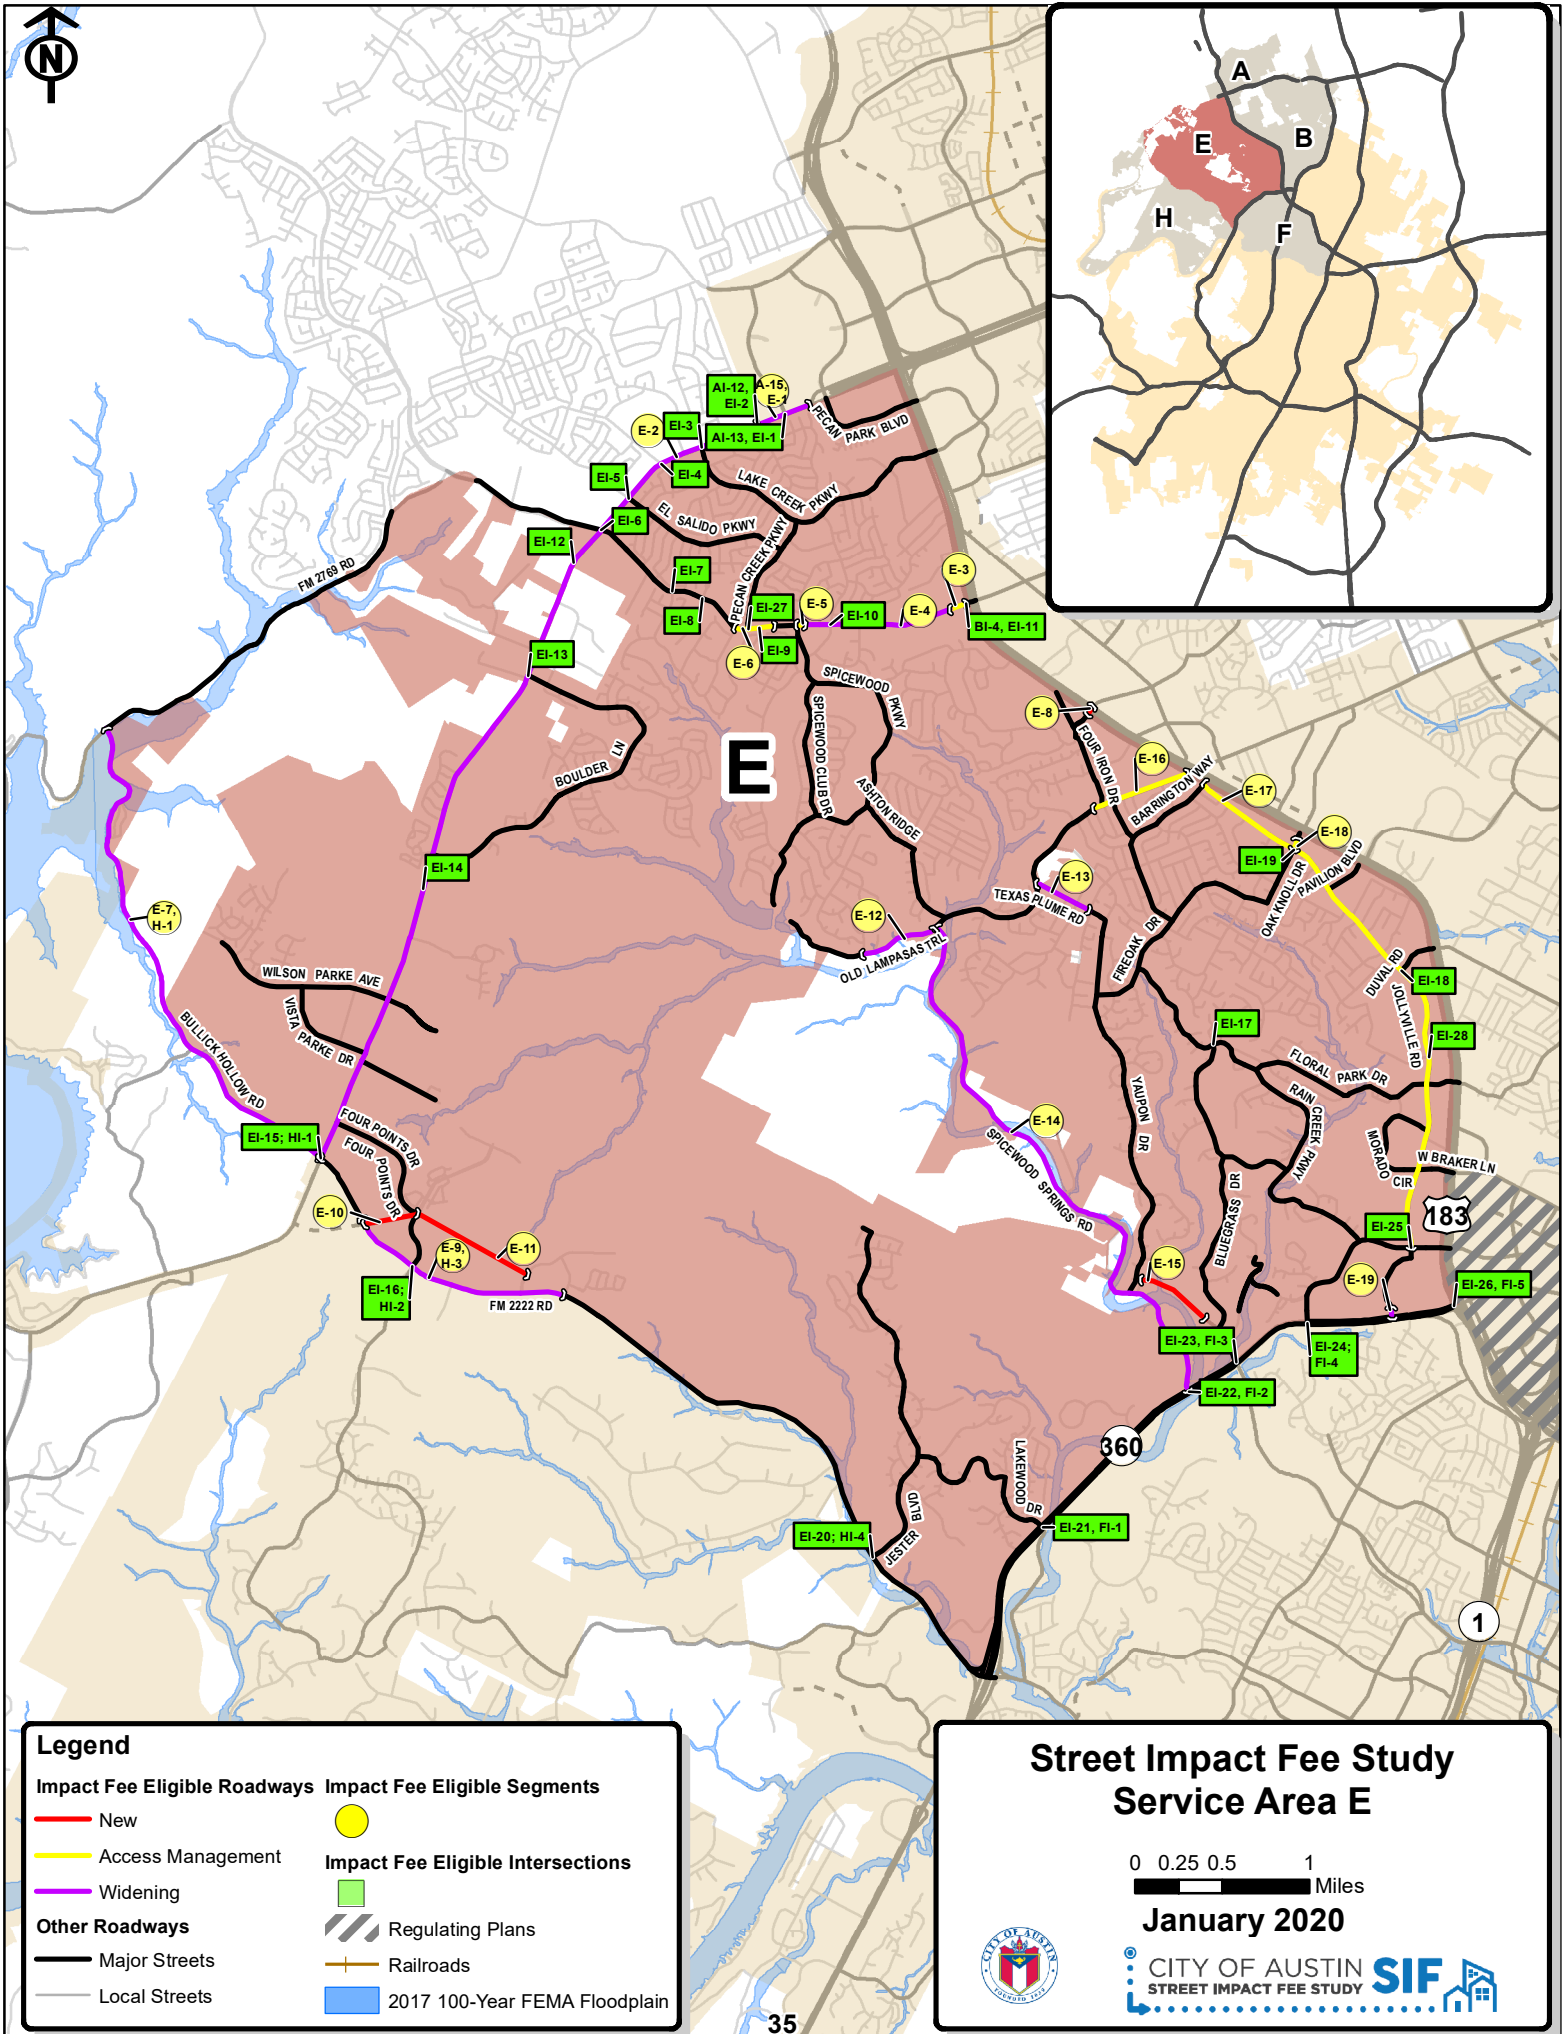 N
A
B
E
H
F
AI-12,
EI-2
A-15,
E-1
E-2
EI-3
AI-13, EI-1
PECAN PARK BLVD
EI-4
EI-5
LAKE CREEK PKWY
EI-6
EL SALIDO PKWY
EI-12
PECAN CREEK PKWY
FM 2769 RD
EI-7
E-3
EI-27
E-5
EI-8
EI-10
E-4
BI-4, EI-11
EI-9
EI-13
E-6
SPICEWOOD PKWY
SPICEWOOD CLUB DR
E-8
FOUR IRON DR
E
BOULDER LN
E-16
BARRINGTON WAY
E-17
ASHTON RIDGE
E-18
EI-19
PAVILION BLVD
EI-14
E-13
OAK KNOLL DR
TEXAS PLUME RD
E-7,
H-1
E-12
FIREOAK DR
OLD LAMPASAS TRL
DUVAL RD
WILSON PARKE AVE
EI-18
JOLLYVILLE RD
VISTA PARKE DR
EI-17
EI-28
BULLICK HOLLOW RD
FLORAL PARK DR
YAUPON DR
RAIN CREEK PKWY
FOUR POINTS DR
E-14
EI-15; HI-1
FOUR POINTS DR
SPICEWOOD SPRINGS RD
MORADO CIR
W BRAKER LN
BLUEGRASS DR
E-10
183
EI-25
E-9,
H-3
E-11
E-15
E-19
EI-26, FI-5
EI-16;
HI-2
FM 2222 RD
EI-23, FI-3
EI-24;
FI-4
EI-22, FI-2
360
LAKEWOOD DR
JESTER BLVD
EI-20; HI-4
EI-21, FI-1
1
Legend
Impact Fee Eligible Roadways
New
Access Management
Widening
Other Roadways
Major Streets
Local Streets
Impact Fee Eligible Segments
Impact Fee Eligible Intersections
Regulating Plans
Railroads
2017 100-Year FEMA Floodplain
35
Street Impact Fee Study
Service Area E
0 0.25 0.5 1
Miles
January 2020
CITY OF AUSTIN
FOUNDED 1839
CITY OF AUSTIN
STREET IMPACT FEE STUDY
SIF